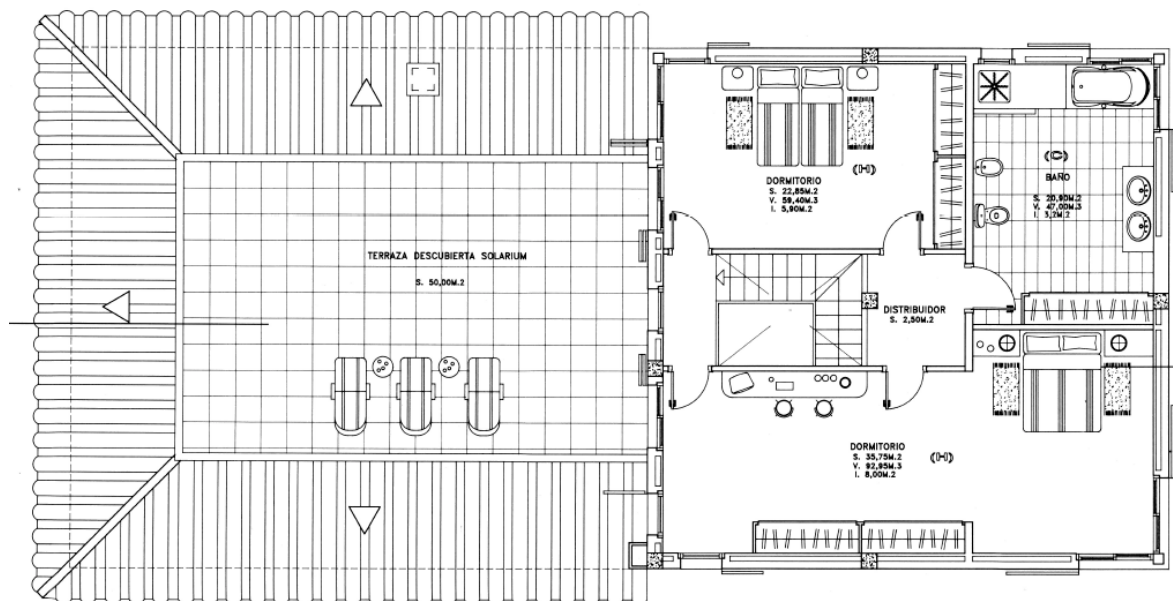 DORMITORIO
S. 22,85M.2
V. 59,40M.3
I. 5,90M.2
(H)
(C)
BAÑO
S. 20,90M.2
V. 47,00M.3
I. 3,2M.2
TERRAZA DESCUBIERTA SOLARIUM
S. 50,00M.2
DISTRIBUIDOR
S. 2,50M.2
DORMITORIO
S. 35,75M.2
V. 92,95M.3
I. 8,00M.2
(H)